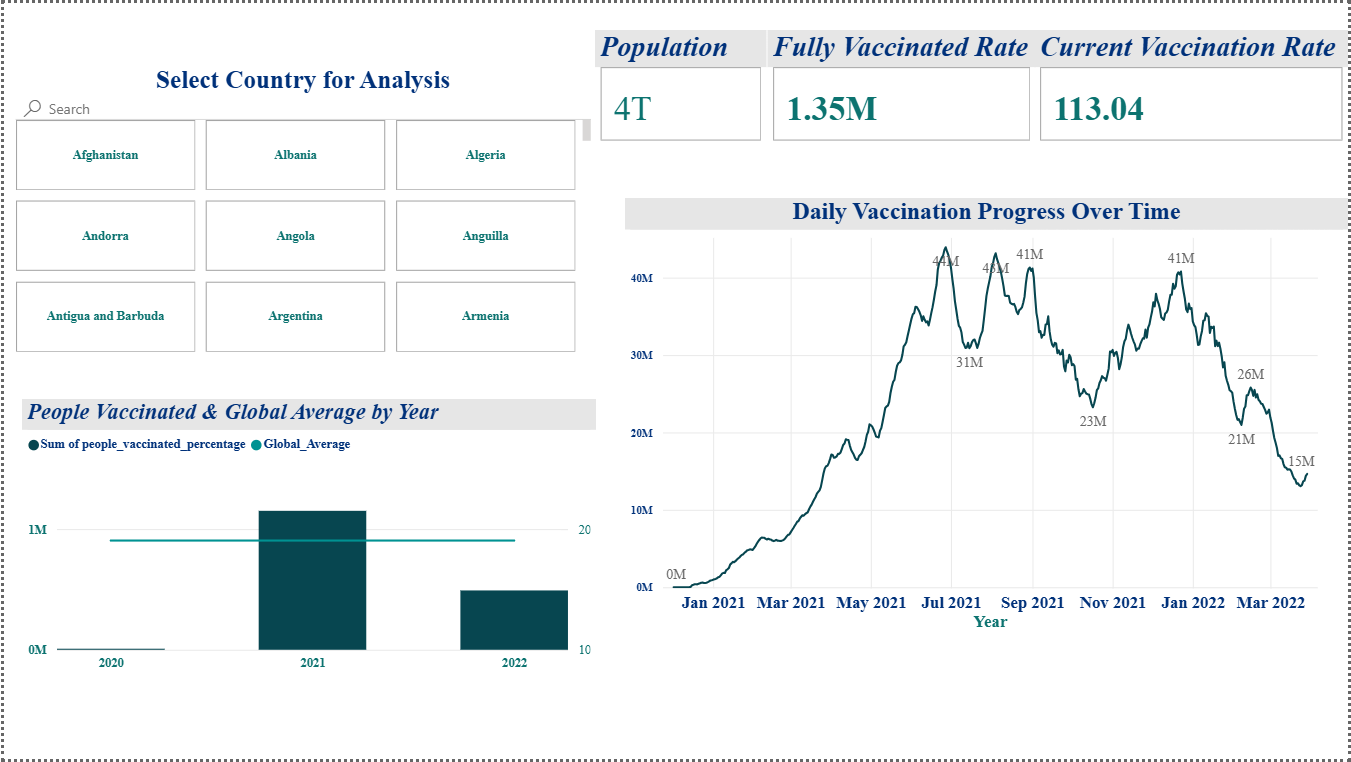 Population
Fully Vaccinated Rate
Current Vaccination Rate
4T
1.35M
113.04
Select Country for Analysis
Search
Afghanistan
Albania
Algeria
Andorra
Angola
Anguilla
Antigua and Barbuda
Argentina
Armenia
People Vaccinated & Global Average by Year
Sum of people_vaccinated_percentage
Global_Average
1M
0M
20
10
2020
2021
2022
Daily Vaccination Progress Over Time
40M
30M
20M
10M
0M
0M
44M
31M
43M
41M
23M
41M
21M
26M
15M
Jan 2021
Mar 2021
May 2021
Jul 2021
Sep 2021
Nov 2021
Jan 2022
Mar 2022
Year